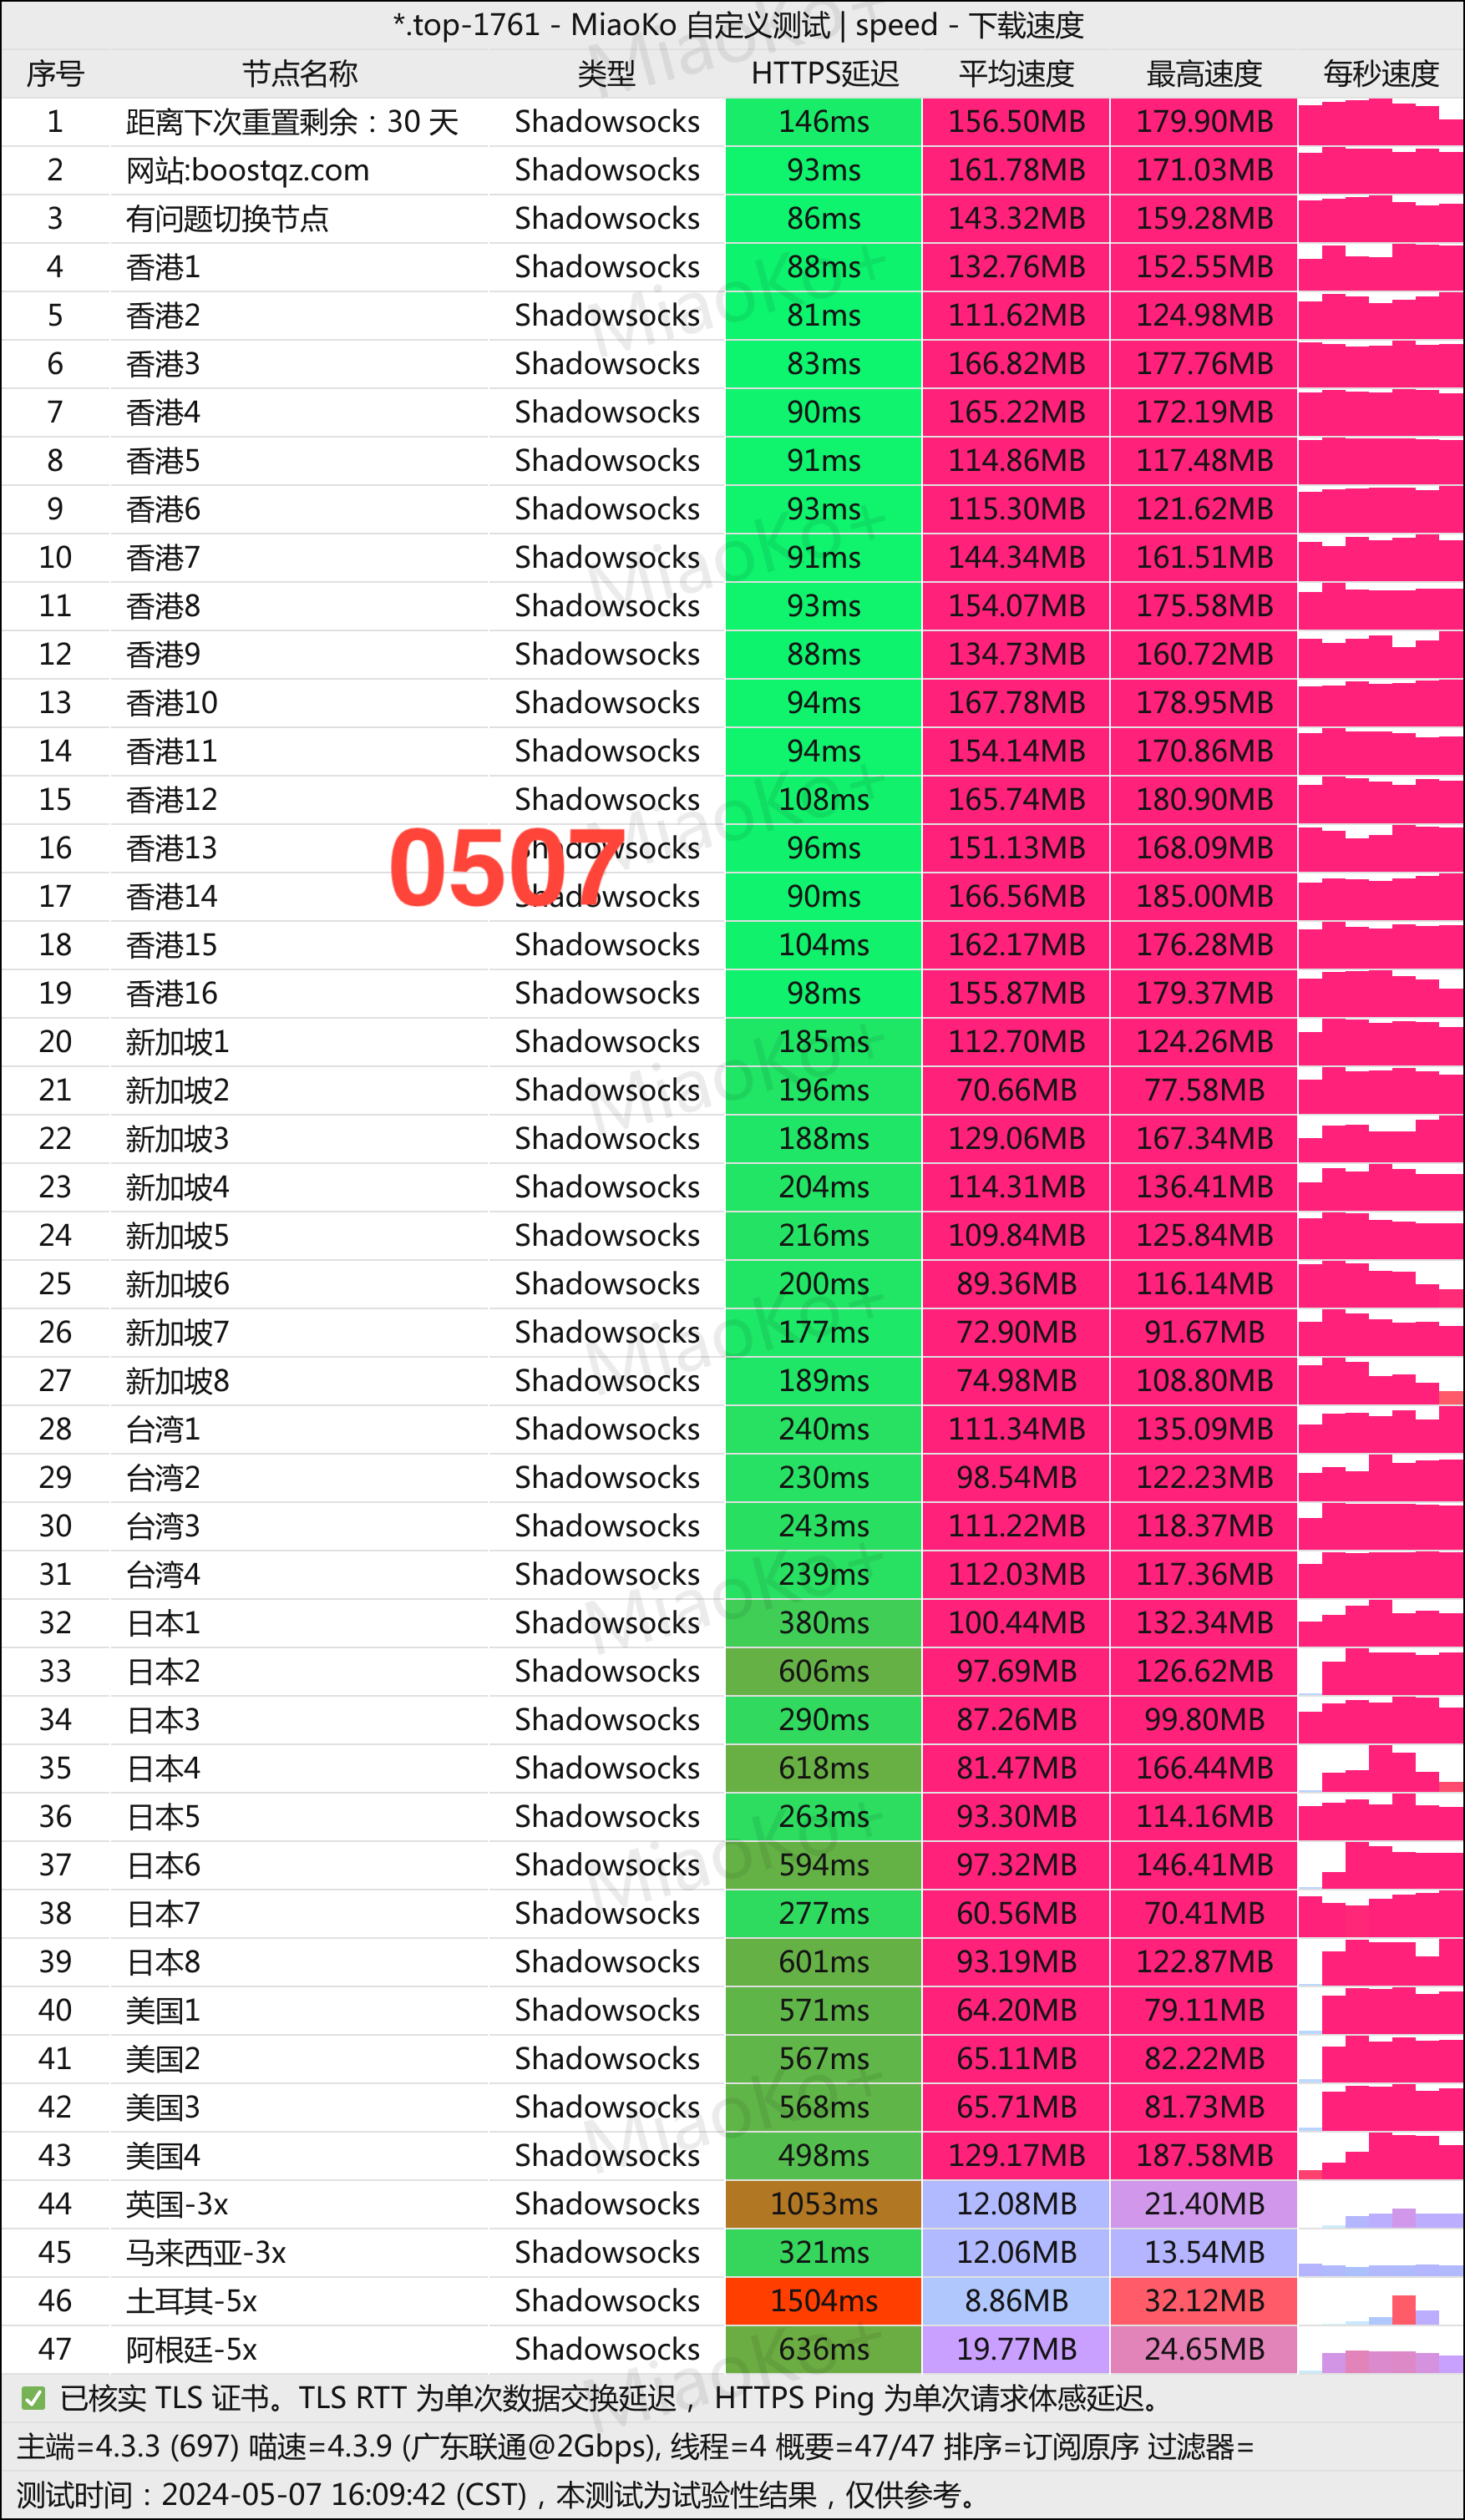 *.top-1761 - MiaoKo 自定义测试 | speed - 下载速度
序号 节点名称 类型 HTTPS延迟 平均速度 最高速度 每秒速度
1 距离下次重置剩余：30 天 Shadowsocks 146ms 156.50MB 179.90MB
2 网站:boostqz.com Shadowsocks 93ms 161.78MB 171.03MB
3 有问题切换节点 Shadowsocks 86ms 143.32MB 159.28MB
4 香港1 Shadowsocks 88ms 132.76MB 152.55MB
5 香港2 Shadowsocks 81ms 111.62MB 124.98MB
6 香港3 Shadowsocks 83ms 166.82MB 177.76MB
7 香港4 Shadowsocks 90ms 165.22MB 172.19MB
8 香港5 Shadowsocks 91ms 114.86MB 117.48MB
9 香港6 Shadowsocks 93ms 115.30MB 121.62MB
10 香港7 Shadowsocks 91ms 144.34MB 161.51MB
11 香港8 Shadowsocks 93ms 154.07MB 175.58MB
12 香港9 Shadowsocks 88ms 134.73MB 160.72MB
13 香港10 Shadowsocks 94ms 167.78MB 178.95MB
14 香港11 Shadowsocks 94ms 154.14MB 170.86MB
15 香港12 Shadowsocks 108ms 165.74MB 180.90MB
16 香港13 Shadowsocks 96ms 151.13MB 168.09MB
0507
17 香港14 Shadowsocks 90ms 166.56MB 185.00MB
18 香港15 Shadowsocks 104ms 162.17MB 176.28MB
19 香港16 Shadowsocks 98ms 155.87MB 179.37MB
20 新加坡1 Shadowsocks 185ms 112.70MB 124.26MB
21 新加坡2 Shadowsocks 196ms 70.66MB 77.58MB
22 新加坡3 Shadowsocks 188ms 129.06MB 167.34MB
23 新加坡4 Shadowsocks 204ms 114.31MB 136.41MB
24 新加坡5 Shadowsocks 216ms 109.84MB 125.84MB
25 新加坡6 Shadowsocks 200ms 89.36MB 116.14MB
26 新加坡7 Shadowsocks 177ms 72.90MB 91.67MB
27 新加坡8 Shadowsocks 189ms 74.98MB 108.80MB
28 台湾1 Shadowsocks 240ms 111.34MB 135.09MB
29 台湾2 Shadowsocks 230ms 98.54MB 122.23MB
30 台湾3 Shadowsocks 243ms 111.22MB 118.37MB
31 台湾4 Shadowsocks 239ms 112.03MB 117.36MB
32 日本1 Shadowsocks 380ms 100.44MB 132.34MB
33 日本2 Shadowsocks 606ms 97.69MB 126.62MB
34 日本3 Shadowsocks 290ms 87.26MB 99.80MB
35 日本4 Shadowsocks 618ms 81.47MB 166.44MB
36 日本5 Shadowsocks 263ms 93.30MB 114.16MB
37 日本6 Shadowsocks 594ms 97.32MB 146.41MB
38 日本7 Shadowsocks 277ms 60.56MB 70.41MB
39 日本8 Shadowsocks 601ms 93.19MB 122.87MB
40 美国1 Shadowsocks 571ms 64.20MB 79.11MB
41 美国2 Shadowsocks 567ms 65.11MB 82.22MB
42 美国3 Shadowsocks 568ms 65.71MB 81.73MB
43 美国4 Shadowsocks 498ms 129.17MB 187.58MB
44 英国-3x Shadowsocks 1053ms 12.08MB 21.40MB
45 马来西亚-3x Shadowsocks 321ms 12.06MB 13.54MB
46 土耳其-5x Shadowsocks 1504ms 8.86MB 32.12MB
47 阿根廷-5x Shadowsocks 636ms 19.77MB 24.65MB
✅ 已核实 TLS 证书。TLS RTT 为单次数据交换延迟， HTTPS Ping 为单次请求体感延迟。
主端=4.3.3 (697) 喵速=4.3.9 (广东联通@2Gbps), 线程=4 概要=47/47 排序=订阅原序 过滤器=
测试时间：2024-05-07 16:09:42 (CST)，本测试为试验性结果，仅供参考。
MiaoKo+
MiaoKo+
MiaoKo+
MiaoKo+
MiaoKo+
MiaoKo+
MiaoKo+
MiaoKo+
MiaoKo+
MiaoKo+